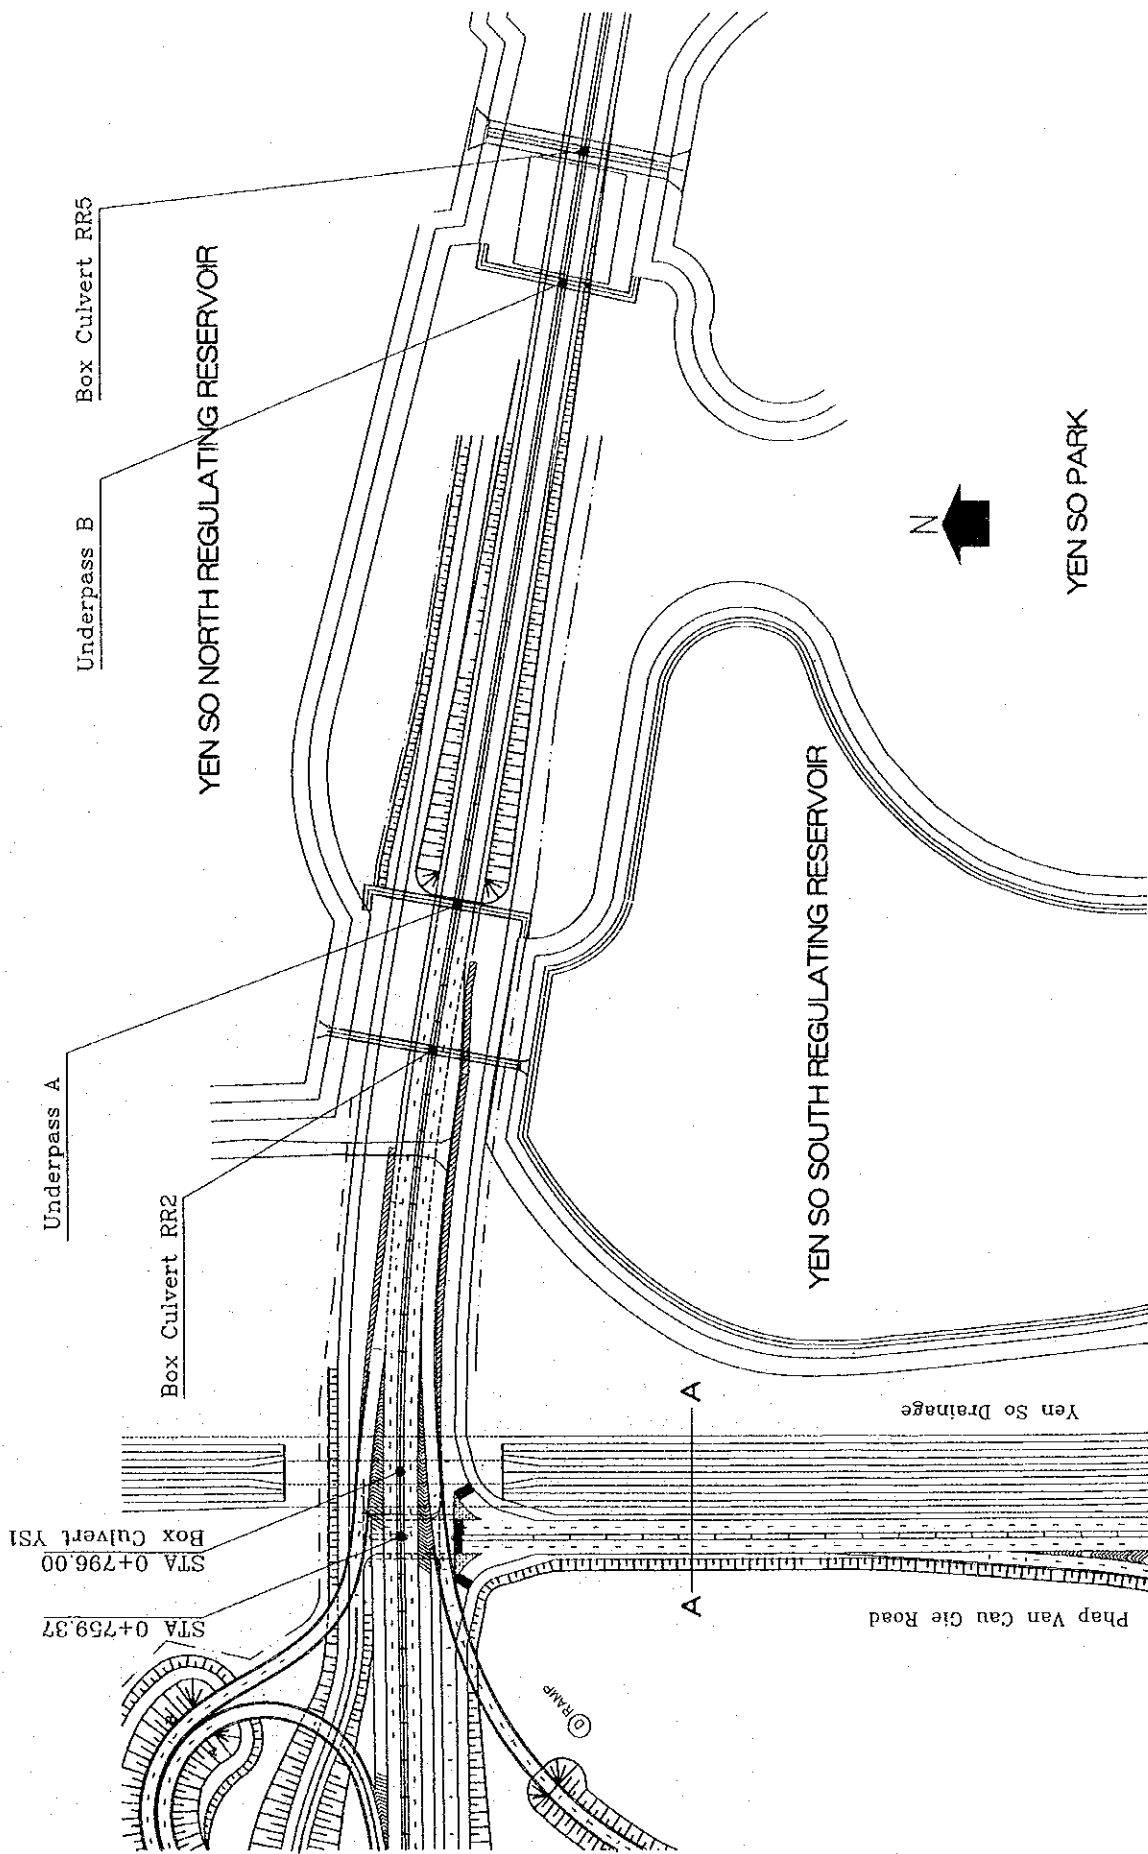 Box Culvert RR5
Underpass B
YEN SO NORTH REGULATING RESERVOIR
N
YEN SO PARK
Underpass A
Box Culvert RR2
YEN SO SOUTH REGULATING RESERVOIR
A
A
Yen So Drainage
STA 0+796.00
Box Culvert YS1
STA 0+759.37
Phap Van Cau Gie Road
D RAMP